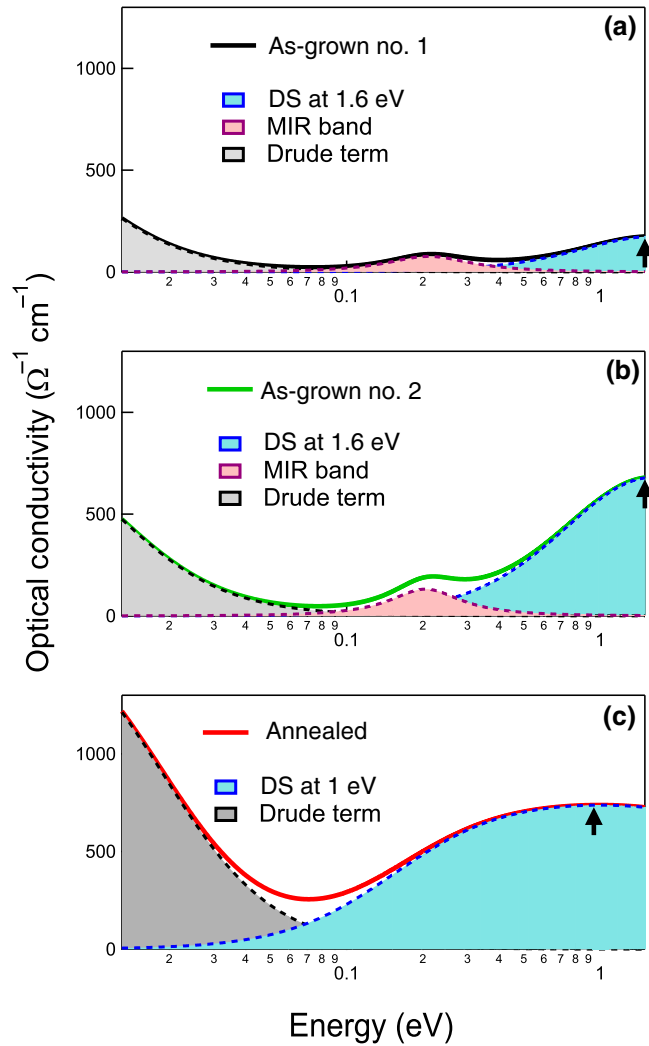 (a)
As-grown no. 1
DS at 1.6 eV
MIR band
Drude term
1000
500
0
2 3 4 5 6 7 8 9 2 3 4 5 6 7 8 9
0.1 1
(b)
As-grown no. 2
DS at 1.6 eV
MIR band
Drude term
1000
500
0
2 3 4 5 6 7 8 9 2 3 4 5 6 7 8 9
0.1 1
(c)
Annealed
DS at 1 eV
Drude term
1000
500
0
2 3 4 5 6 7 8 9 2 3 4 5 6 7 8 9
0.1 1
Optical conductivity (Ω⁻¹ cm⁻¹)
Energy (eV)